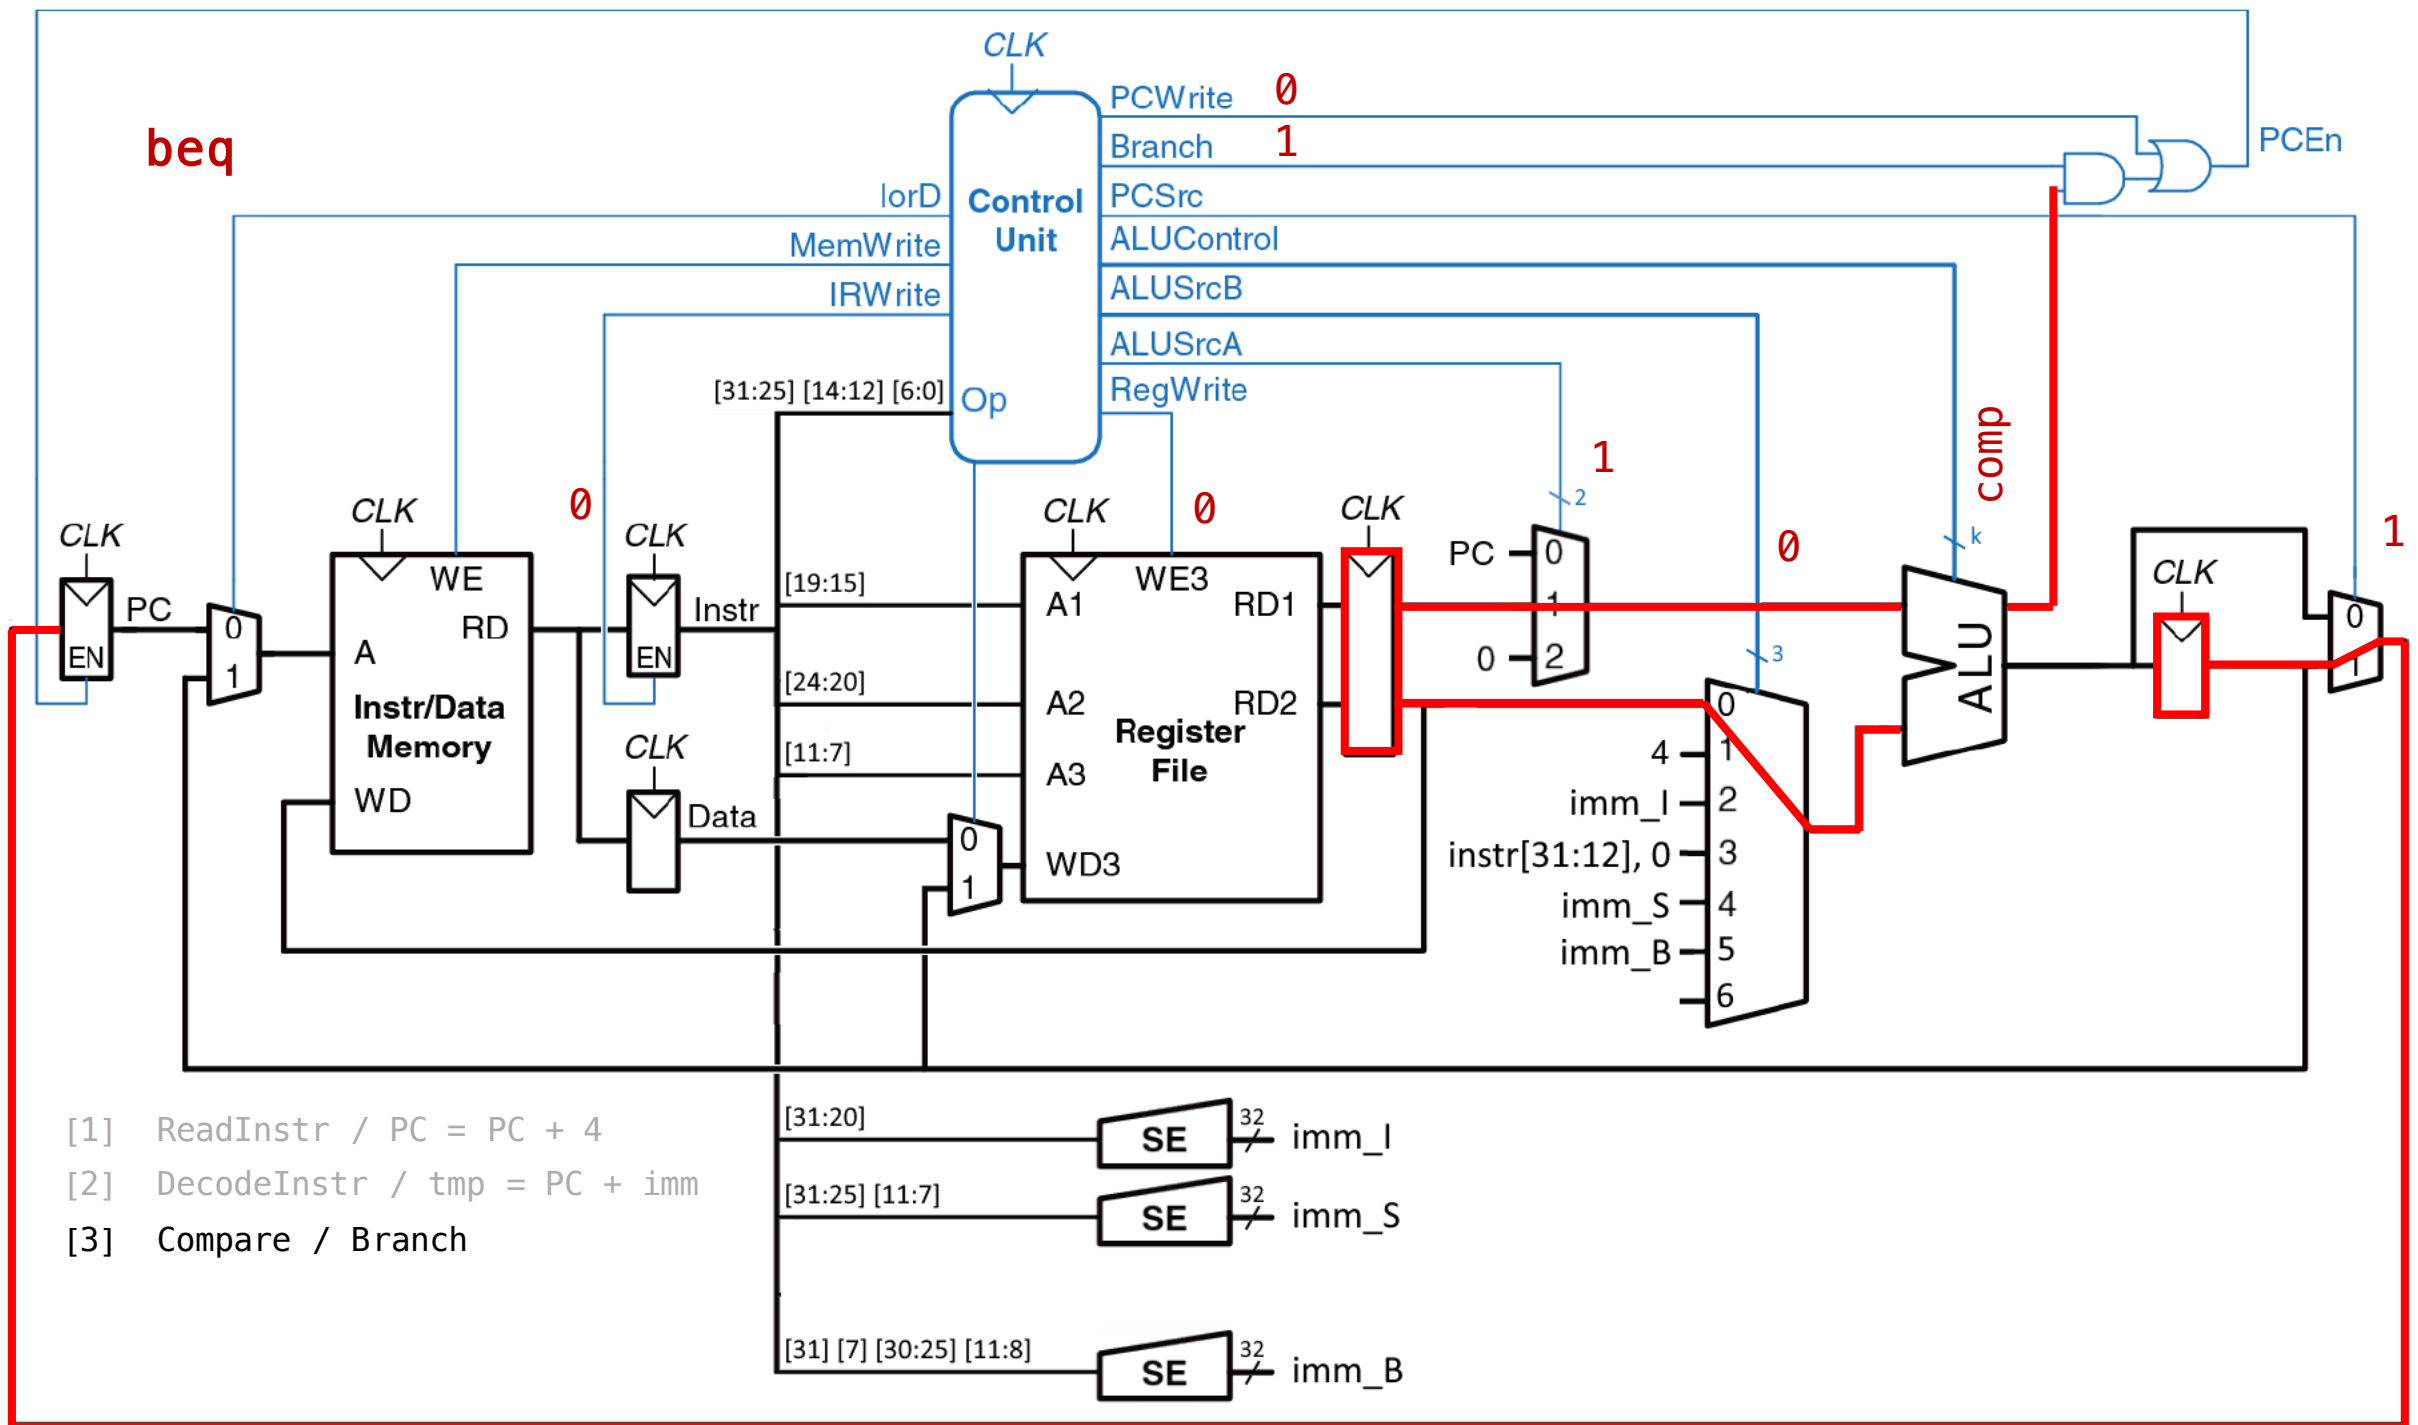 CLK
PCWrite 0
beq
Branch 1
PCEn
IorD
Control
Unit
PCSrc
MemWrite
ALUControl
IRWrite
ALUSrcB
ALUSrcA
[31:25] [14:12] [6:0]
Op
RegWrite
comp
1
2
0
0
CLK
CLK
CLK
CLK
CLK
0
1
k
3
CLK
PC
EN
0
1
WE
RD
A
Instr/Data
Memory
WD
EN
Instr
CLK
Data
[19:15]
[24:20]
[11:7]
A1
WE3
RD1
A2
RD2
Register
File
A3
WD3
0
1
PC
0
1
0
2
0
4
1
imm_I
2
instr[31:12], 0
3
imm_S
4
imm_B
5
6
ALU
0
1
[1] ReadInstr / PC = PC + 4
[2] DecodeInstr / tmp = PC + imm
[3] Compare / Branch
[31:20]
SE
32
imm_I
[31:25] [11:7]
SE
32
imm_S
[31] [7] [30:25] [11:8]
SE
32
imm_B